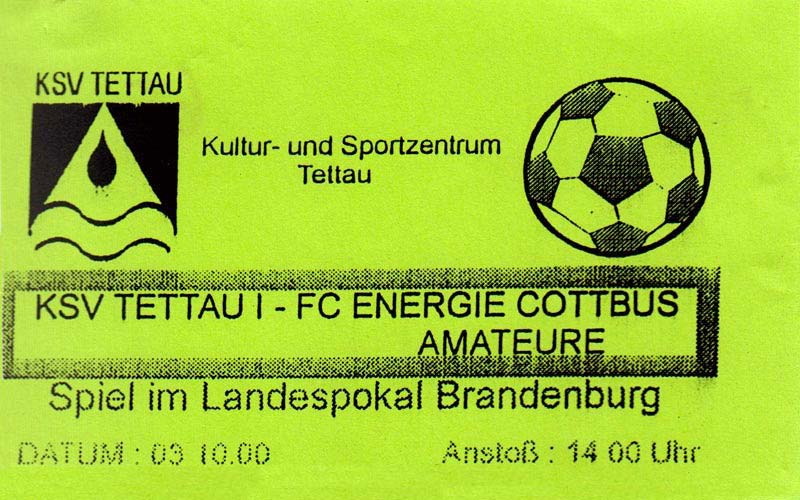 KSV TETTAU
Kultur- und Sportzentrum
Tettau
KSV TETTAU I - FC ENERGIE COTTBUS
AMATEURE
Spiel im Landespokal Brandenburg
DATUM : 03 10.00
Anstoß : 14 00 Uhr